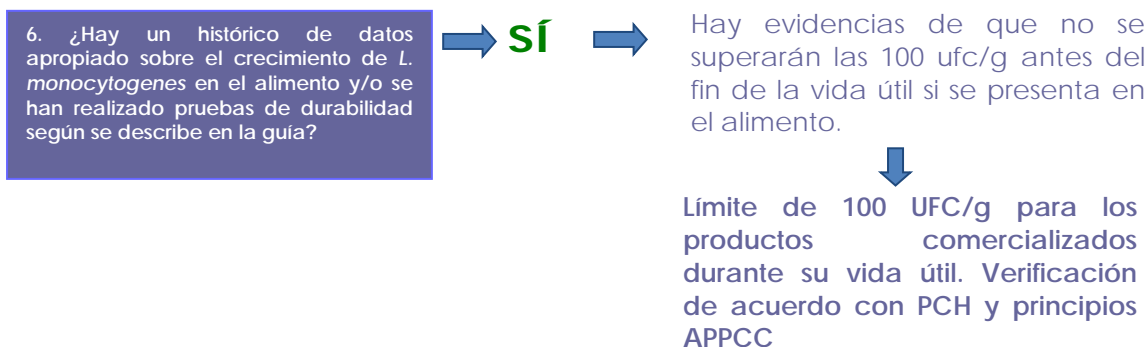 6. ¿Hay un histórico de datos
apropiado sobre el crecimiento de L.
monocytogenes en el alimento y/o se
han realizado pruebas de durabilidad
según se describe en la guía?
SÍ
Hay evidencias de que no se
superarán las 100 ufc/g antes del
fin de la vida útil si se presenta en
el alimento.
Límite de 100 UFC/g para los
productos comercializados
durante su vida útil. Verificación
de acuerdo con PCH y principios
APPCC